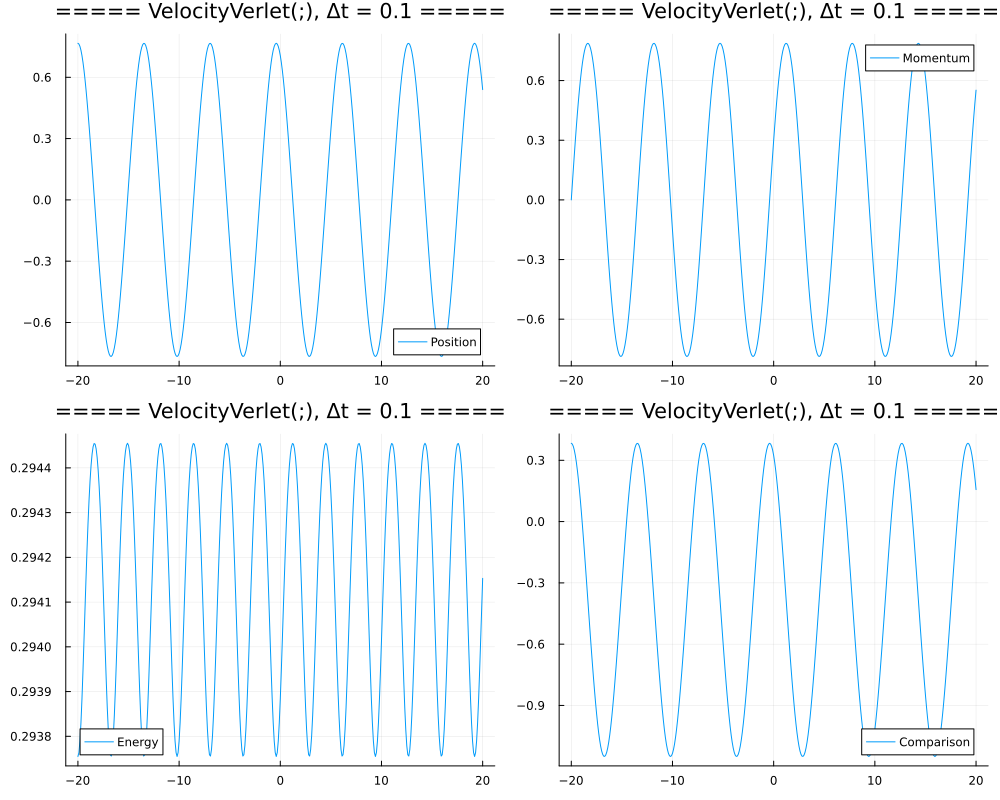 ===== VelocityVerlet(;), Δt = 0.1 =====
0.6
0.3
0.0
−0.3
−0.6
Position
−20 −10 0 10 20
===== VelocityVerlet(;), Δt = 0.1 =====
Momentum
0.6
0.3
0.0
−0.3
−0.6
−20 −10 0 10 20
===== VelocityVerlet(;), Δt = 0.1 =====
0.2944
0.2943
0.2942
0.2941
0.2940
0.2939
0.2938
Energy
−20 −10 0 10 20
===== VelocityVerlet(;), Δt = 0.1 =====
0.3
0.0
−0.3
−0.6
−0.9
Comparison
−20 −10 0 10 20